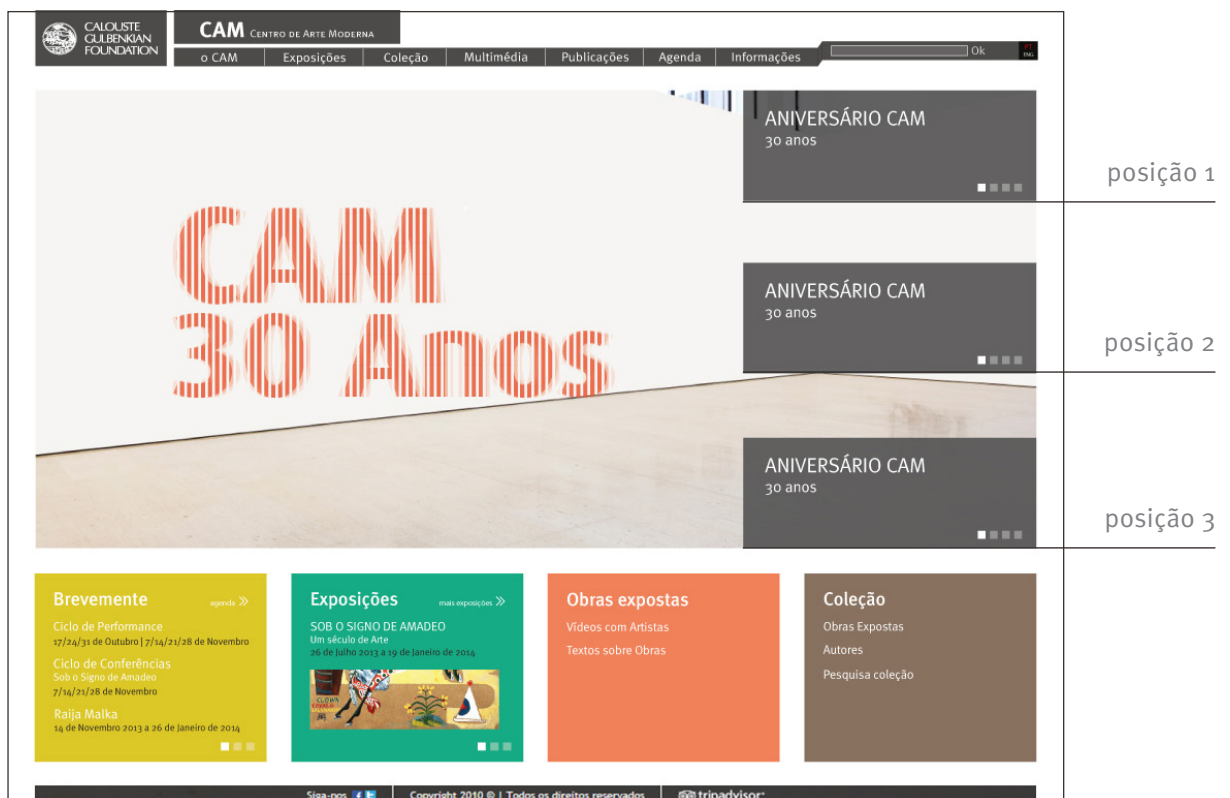 CALOUSTE
GULBENKIAN
FOUNDATION
CAM CENTRO DE ARTE MODERNA
o CAM | Exposições | Coleção | Multimédia | Publicações | Agenda | Informações
Ok
PT
ENG
CAM
30 Anos
ANIVERSÁRIO CAM
30 anos
posição 1
ANIVERSÁRIO CAM
30 anos
posição 2
ANIVERSÁRIO CAM
30 anos
posição 3
Brevemente agenda »
Ciclo de Performance
17/24/31 de Outubro | 7/14/21/28 de Novembro
Ciclo de Conferências
Sob o Signo de Amadeo
7/14/21/28 de Novembro
Raija Malka
14 de Novembro 2013 a 26 de Janeiro de 2014
Exposições mais exposições »
SOB O SIGNO DE AMADEO
Um século de Arte
26 de Julho 2013 a 19 de Janeiro de 2014
CLOWN
Obras expostas
Vídeos com Artistas
Textos sobre Obras
Coleção
Obras Expostas
Autores
Pesquisa coleção
Siga-nos | Copyright 2010 © | Todos os direitos reservados | tripadvisor